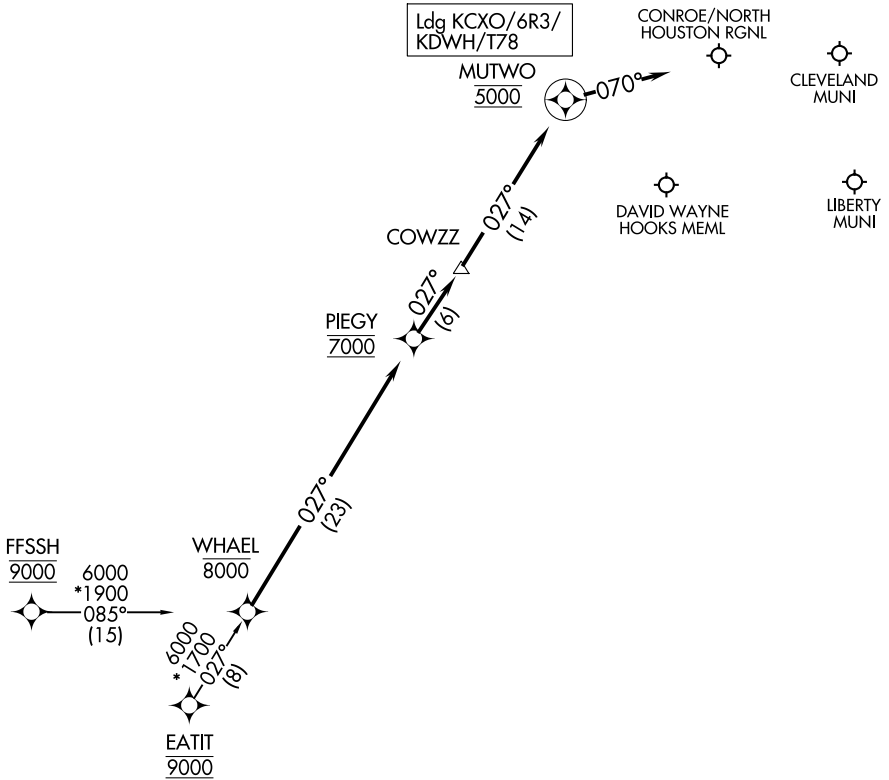 Ldg KCXO/6R3/
KDWH/T78
CONROE/NORTH
HOUSTON RGNL
MUTWO
5000
070°
CLEVELAND
MUNI
027°
(14)
DAVID WAYNE
HOOKS MEML
LIBERTY
MUNI
COWZZ
027°
(6)
PIEGY
7000
027°
(23)
FFSSH
9000
6000
*1900
085°
(15)
WHAEL
8000
6000
*1700
027°
(8)
EATIT
9000